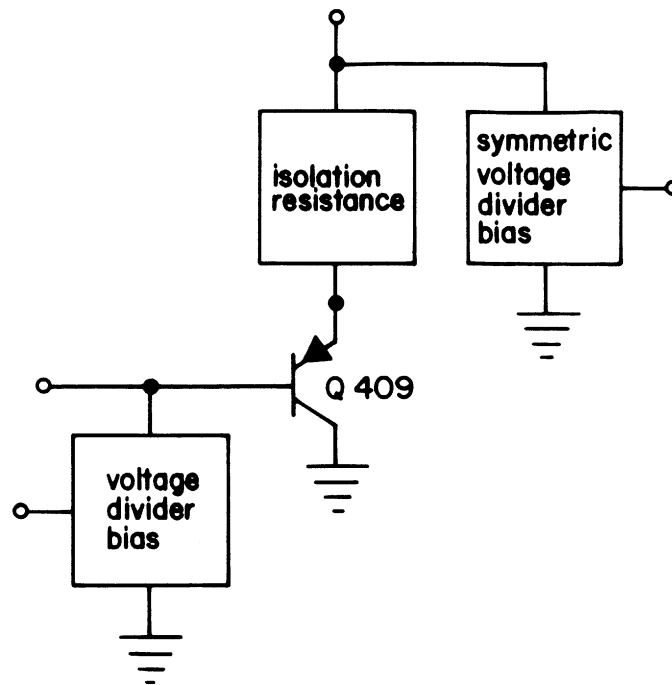 isolation
resistance
symmetric
voltage
divider
bias
Q 409
voltage
divider
bias